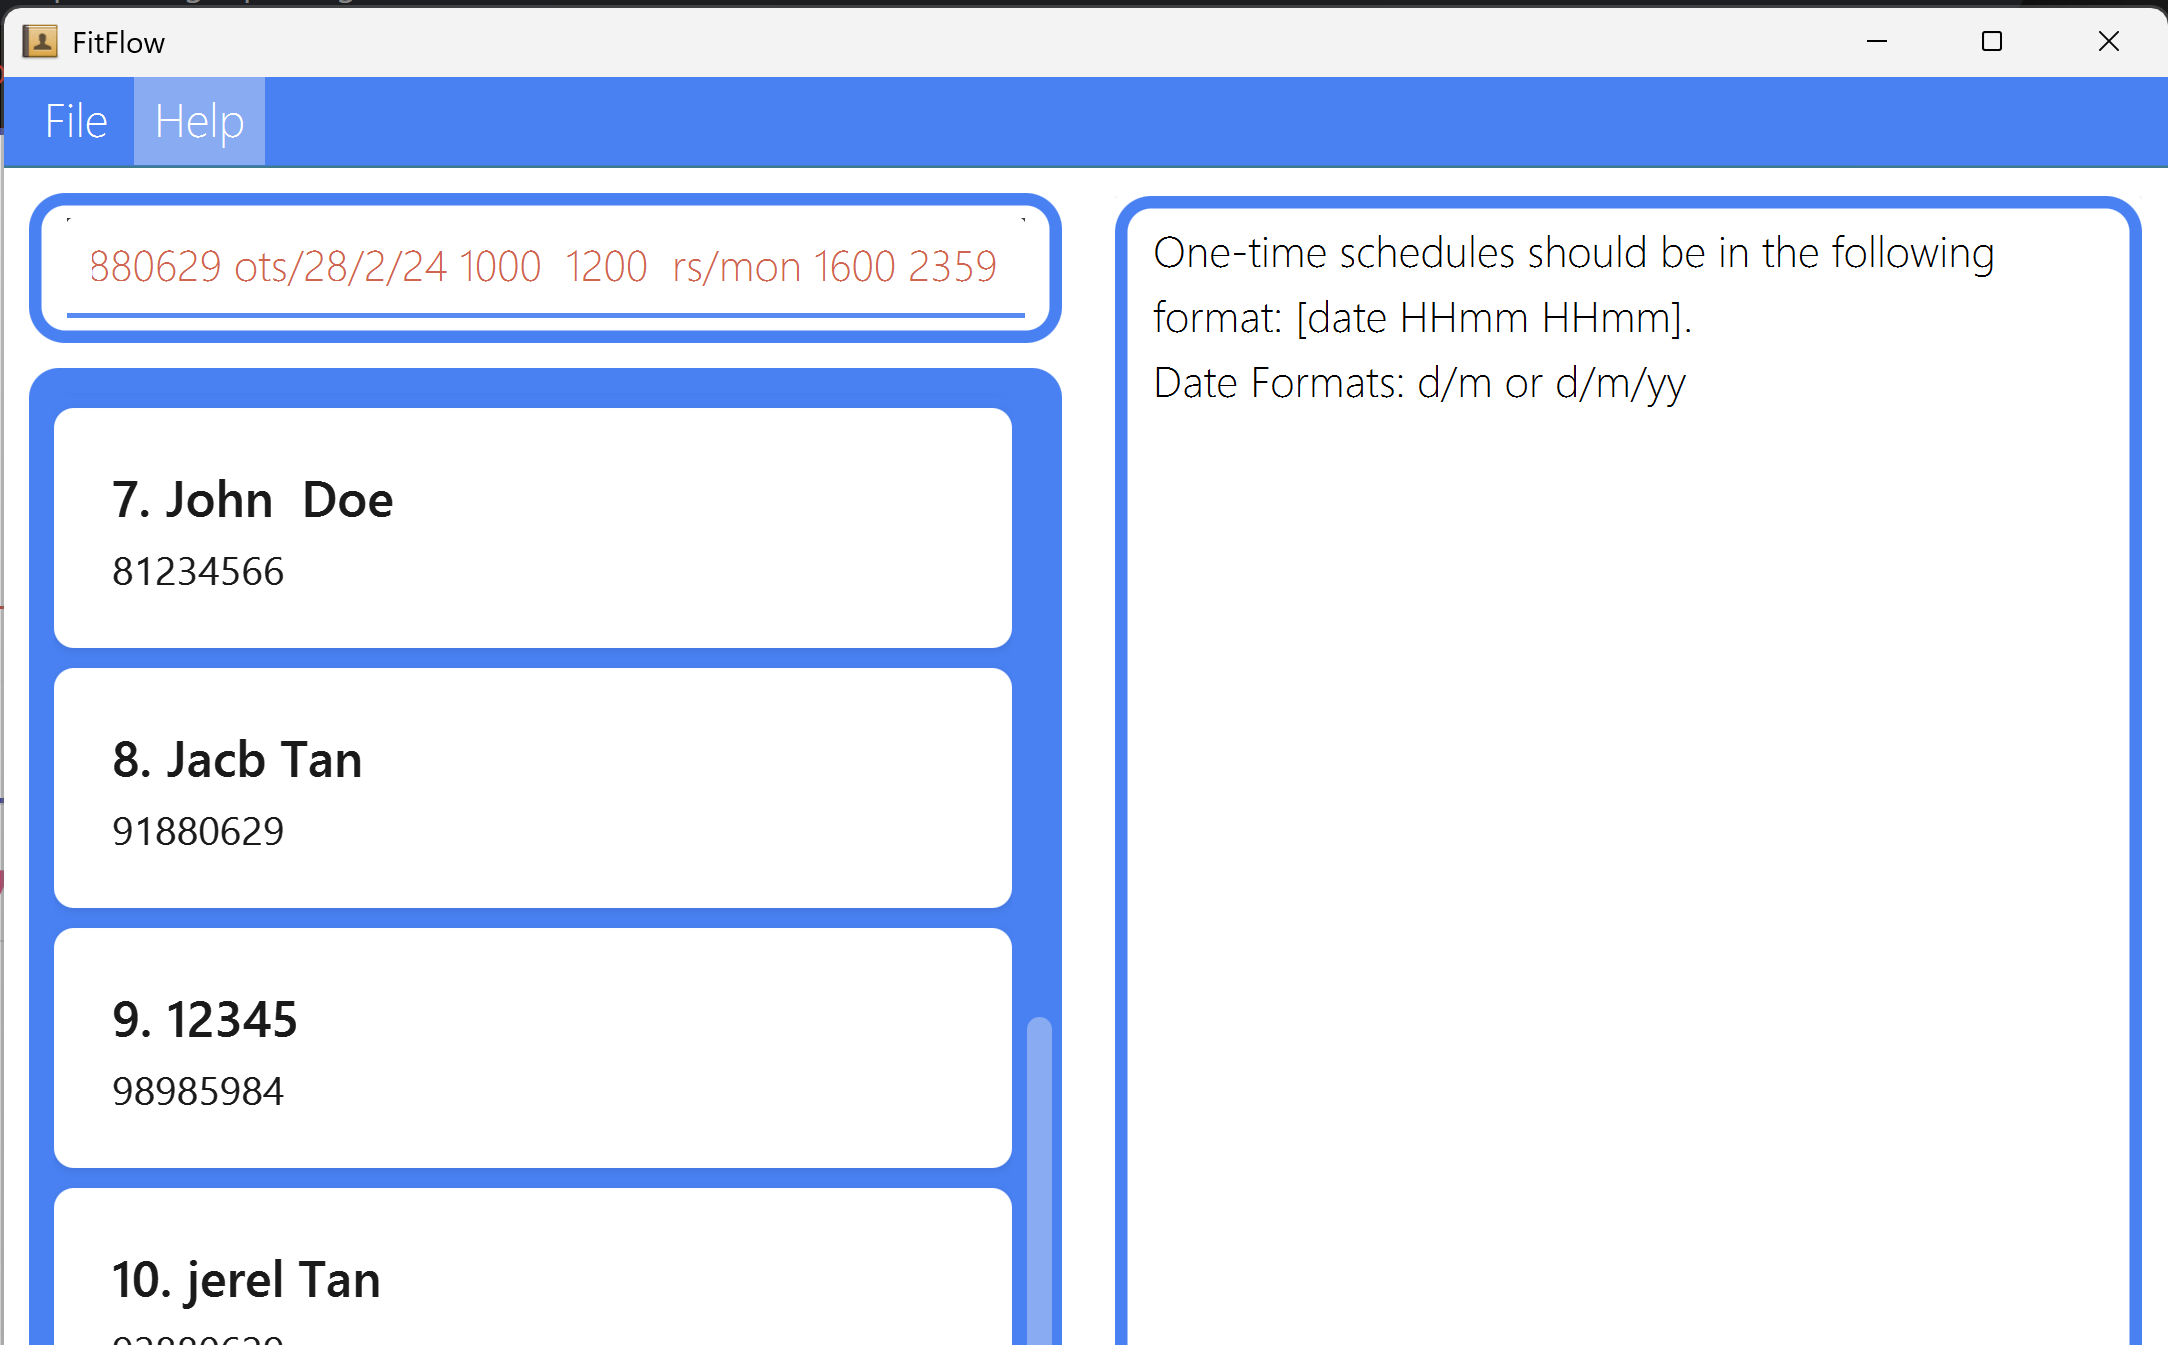 FitFlow
File Help
880629 ots/28/2/24 1000  1200  rs/mon 1600 2359
7. John  Doe
81234566
8. Jacb Tan
91880629
9. 12345
98985984
10. jerel Tan
One-time schedules should be in the following
format: [date HHmm HHmm].
Date Formats: d/m or d/m/yy